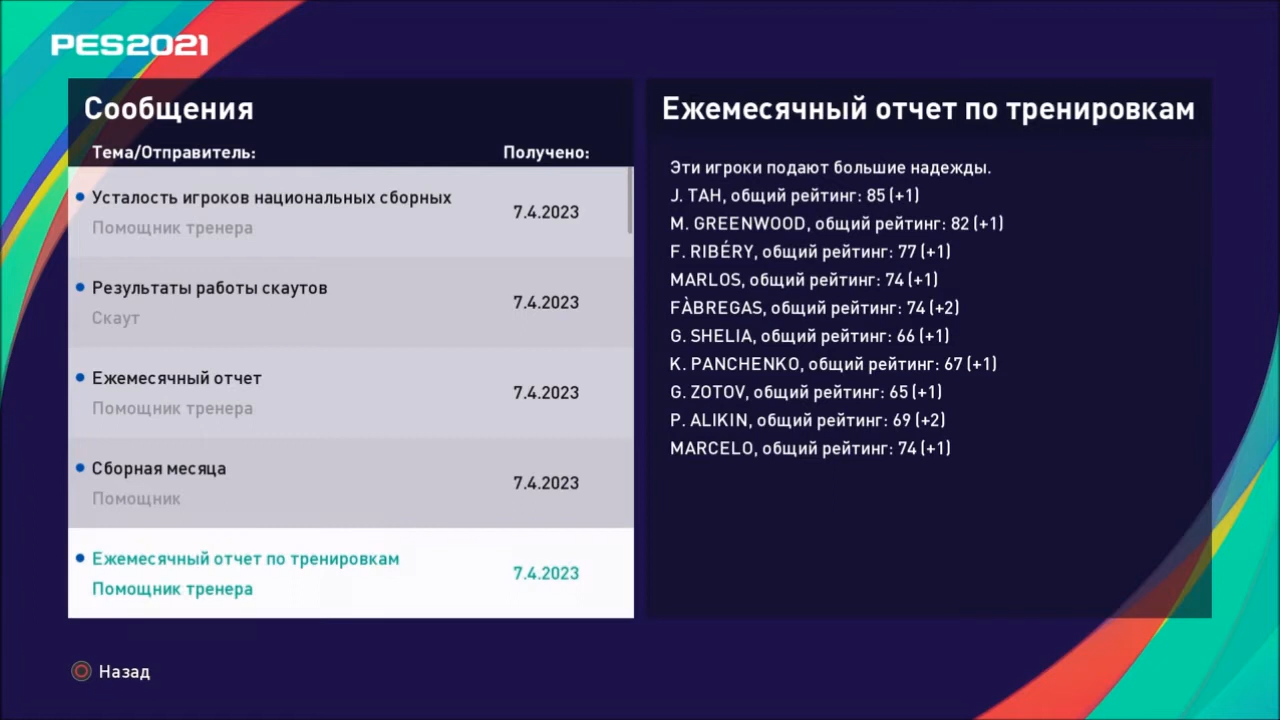 PES2021
Сообщения
Тема/Отправитель: Получено:
Усталость игроков национальных сборных
Помощник тренера
7.4.2023
Результаты работы скаутов
Скаут
7.4.2023
Ежемесячный отчет
Помощник тренера
7.4.2023
Сборная месяца
Помощник
7.4.2023
Ежемесячный отчет по тренировкам
Помощник тренера
7.4.2023
Ежемесячный отчет по тренировкам
Эти игроки подают большие надежды.
J. TAH, общий рейтинг: 85 (+1)
M. GREENWOOD, общий рейтинг: 82 (+1)
F. RIBÉRY, общий рейтинг: 77 (+1)
MARLOS, общий рейтинг: 74 (+1)
FÀBREGAS, общий рейтинг: 74 (+2)
G. SHELIA, общий рейтинг: 66 (+1)
K. PANCHENKO, общий рейтинг: 67 (+1)
G. ZOTOV, общий рейтинг: 65 (+1)
P. ALIKIN, общий рейтинг: 69 (+2)
MARCELO, общий рейтинг: 74 (+1)
Назад